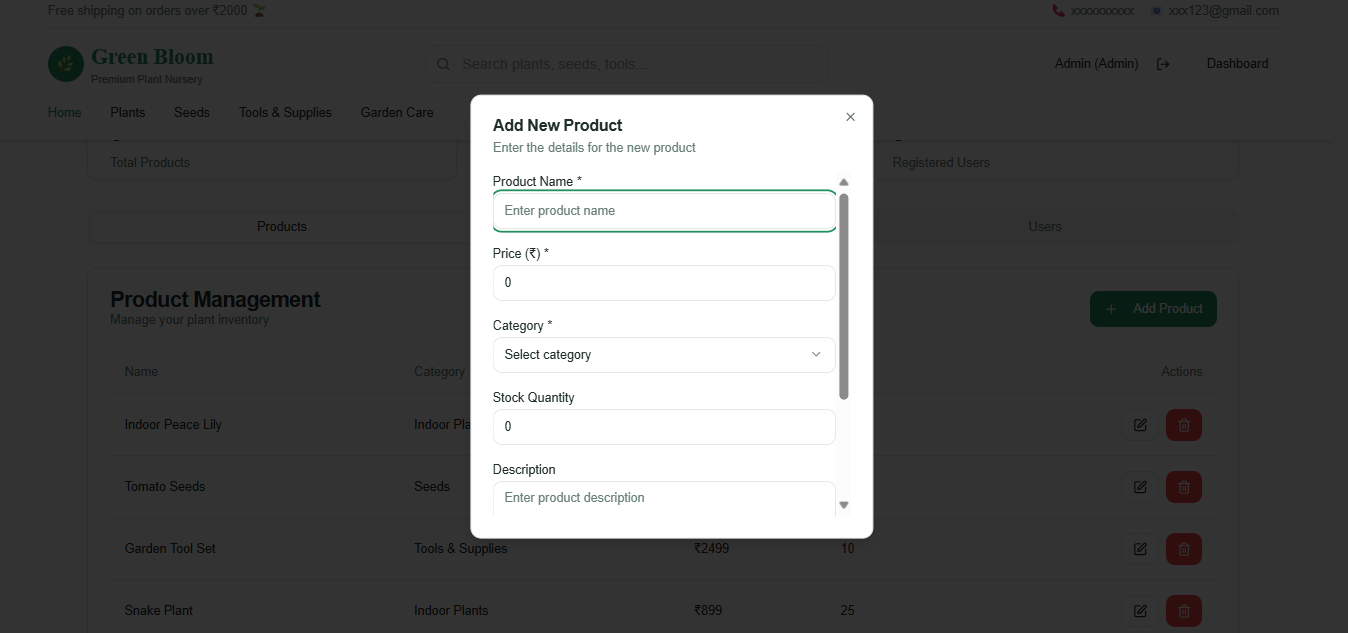 Free shipping on orders over ₹2000
xxxxxxxxxx xxx123@gmail.com
Green Bloom
Premium Plant Nursery
Search plants, seeds, tools...
Admin (Admin) Dashboard
Home Plants Seeds Tools & Supplies Garden Care
Total Products Registered Users
Products Users
Product Management
Manage your plant inventory
Add Product
Name Category Actions
Indoor Peace Lily Indoor Pla
Tomato Seeds Seeds
Garden Tool Set Tools & Supplies ₹2499 10
Snake Plant Indoor Plants ₹899 25
Add New Product
Enter the details for the new product
Product Name *
Enter product name
Price (₹) *
0
Category *
Select category
Stock Quantity
0
Description
Enter product description